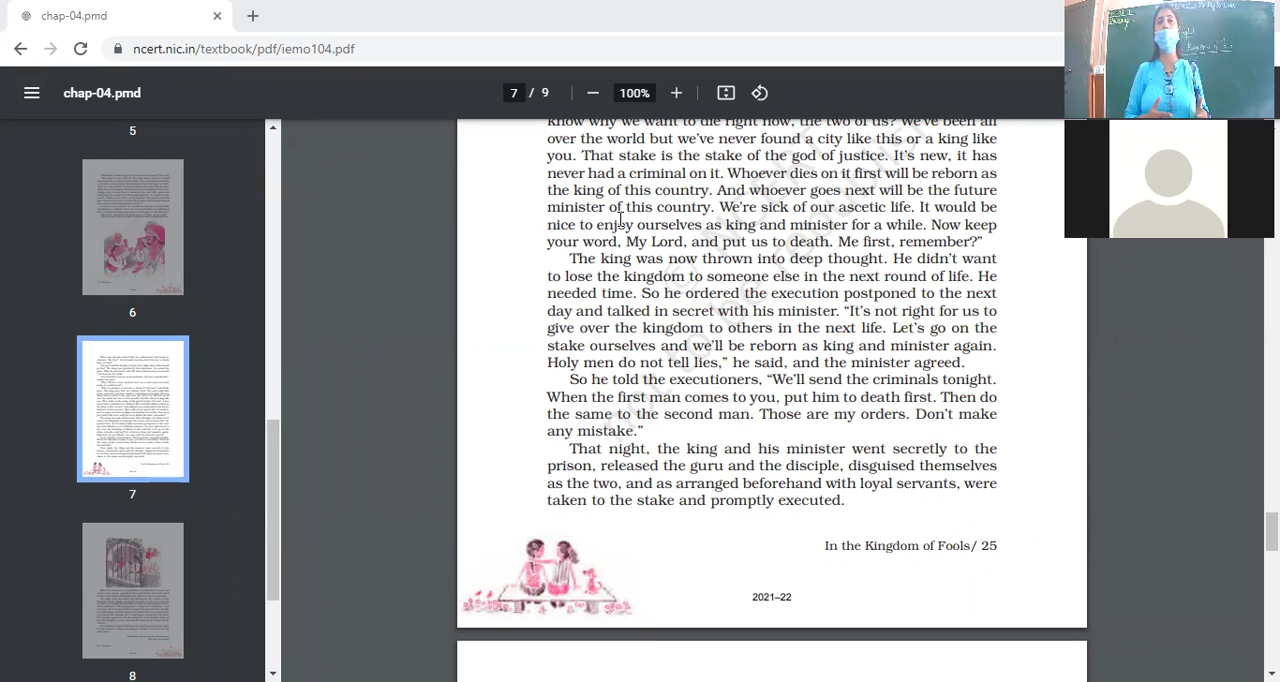 chap-04.pmd
ncert.nic.in/textbook/pdf/iemo104.pdf
chap-04.pmd
7 / 9
100%
5
6
7
8
know why we want to die right now, the two of us? We've been all
over the world but we've never found a city like this or a king like
you. That stake is the stake of the god of justice. It's new, it has
never had a criminal on it. Whoever dies on it first will be reborn as
the king of this country. And whoever goes next will be the future
minister of this country. We're sick of our ascetic life. It would be
nice to enjoy ourselves as king and minister for a while. Now keep
your word, My Lord, and put us to death. Me first, remember?”
The king was now thrown into deep thought. He didn't want
to lose the kingdom to someone else in the next round of life. He
needed time. So he ordered the execution postponed to the next
day and talked in secret with his minister. “It's not right for us to
give over the kingdom to others in the next life. Let's go on the
stake ourselves and we'll be reborn as king and minister again.
Holy men do not tell lies,” he said, and the minister agreed.
So he told the executioners, “We'll send the criminals tonight.
When the first man comes to you, put him to death first. Then do
the same to the second man. Those are my orders. Don't make
any mistake.”
That night, the king and his minister went secretly to the
prison, released the guru and the disciple, disguised themselves
as the two, and as arranged beforehand with loyal servants, were
taken to the stake and promptly executed.
In the Kingdom of Fools/ 25
2021–22